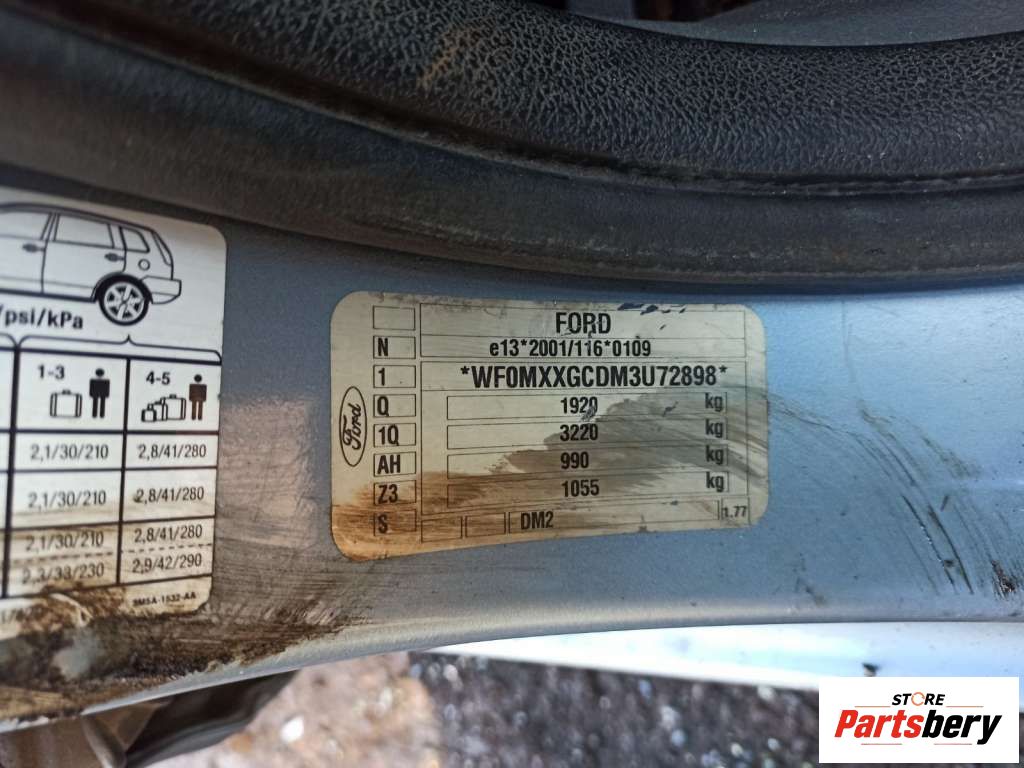 /psi/kPa
1-3 4-5
2,1/30/210 2,8/41/280
2,1/30/210 2,8/41/280
2,1/30/210 2,8/41/280
2,3/33/230 2,9/42/290
Ford
FORD
N e13*2001/116*0109
1 *WF0MXXGCDM3U72898*
Q 1920 kg
1Q 3220 kg
AH 990 kg
Z3 1055 kg
S DM2 1.77
STORE
Partsbery